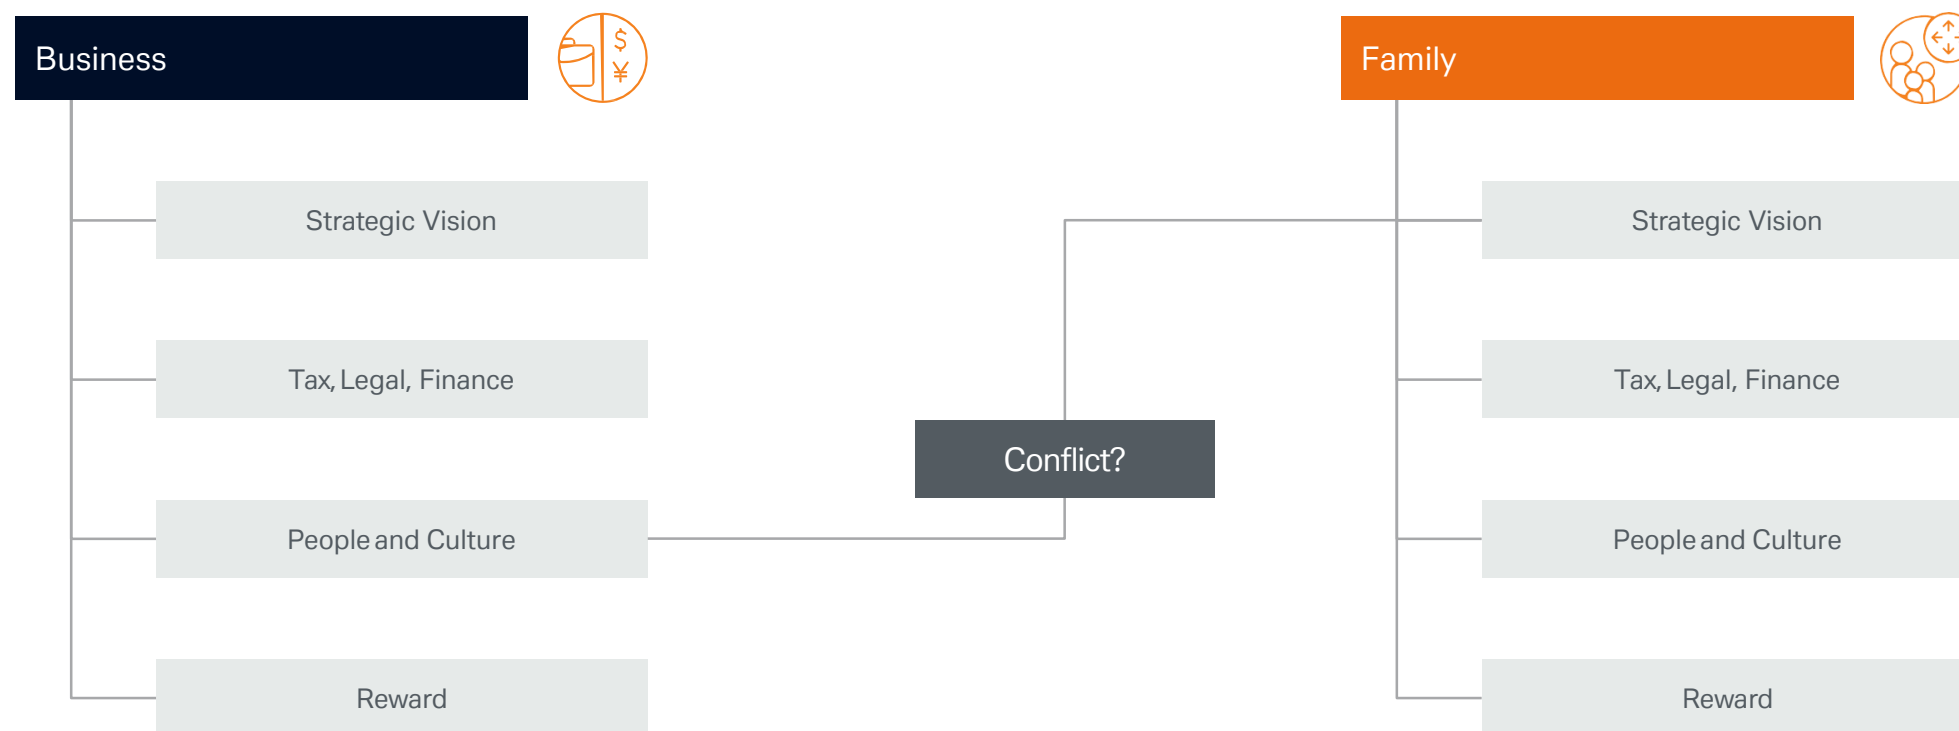 Business
$
¥
Strategic Vision
Tax, Legal, Finance
People and Culture
Reward
Conflict?
Family
Strategic Vision
Tax, Legal, Finance
People and Culture
Reward